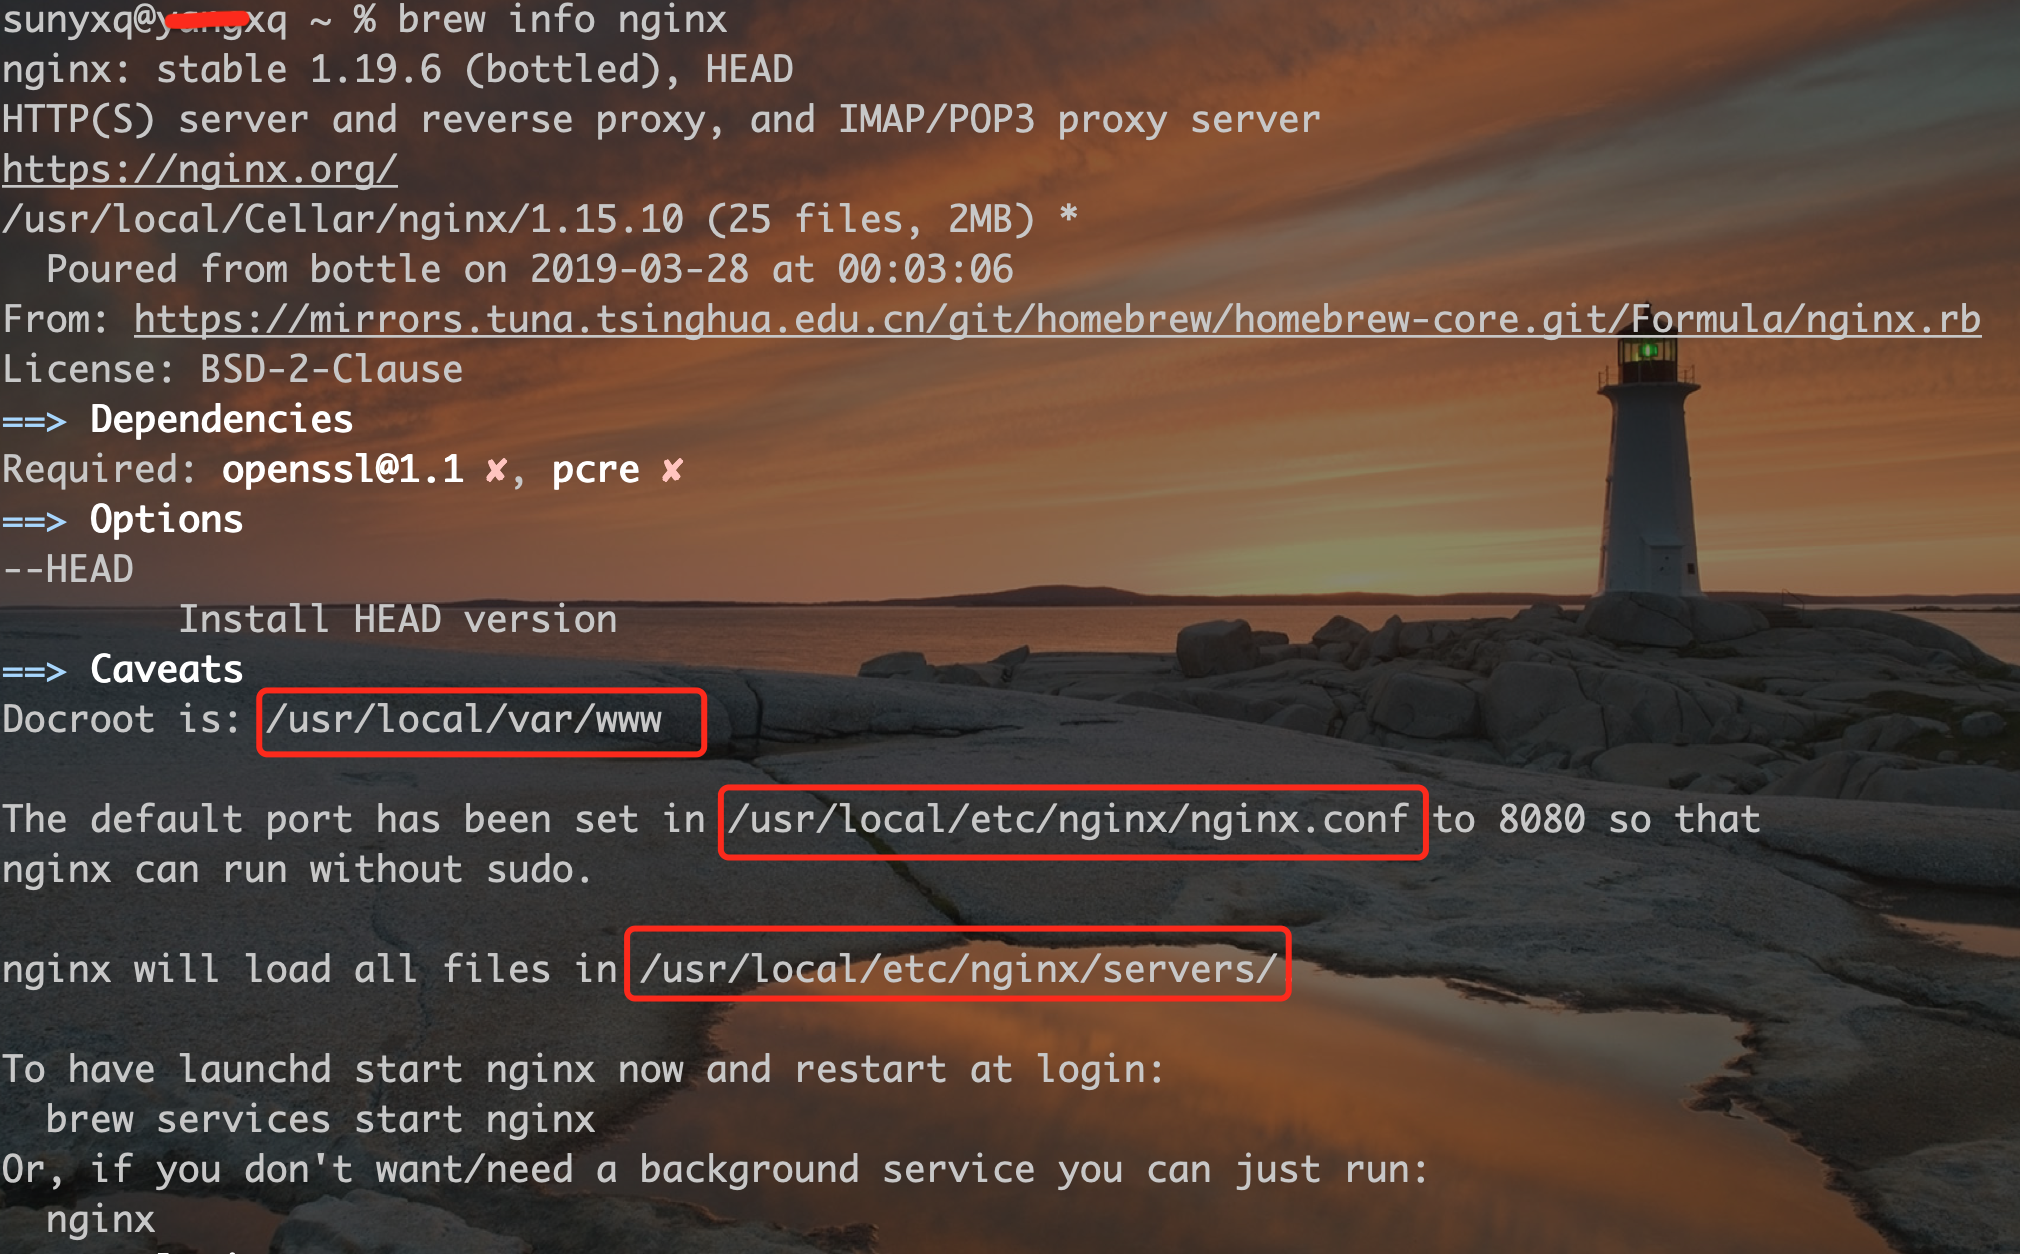 sunyxq@ xq ~ % brew info nginx
nginx: stable 1.19.6 (bottled), HEAD
HTTP(S) server and reverse proxy, and IMAP/POP3 proxy server
https://nginx.org/
/usr/local/Cellar/nginx/1.15.10 (25 files, 2MB) *
  Poured from bottle on 2019-03-28 at 00:03:06
From: https://mirrors.tuna.tsinghua.edu.cn/git/homebrew/homebrew-core.git/Formula/nginx.rb
License: BSD-2-Clause
==> Dependencies
Required: openssl@1.1 ✘, pcre ✘
==> Options
--HEAD
        Install HEAD version
==> Caveats
Docroot is: /usr/local/var/www
The default port has been set in /usr/local/etc/nginx/nginx.conf to 8080 so that
nginx can run without sudo.
nginx will load all files in /usr/local/etc/nginx/servers/
To have launchd start nginx now and restart at login:
  brew services start nginx
Or, if you don't want/need a background service you can just run:
  nginx